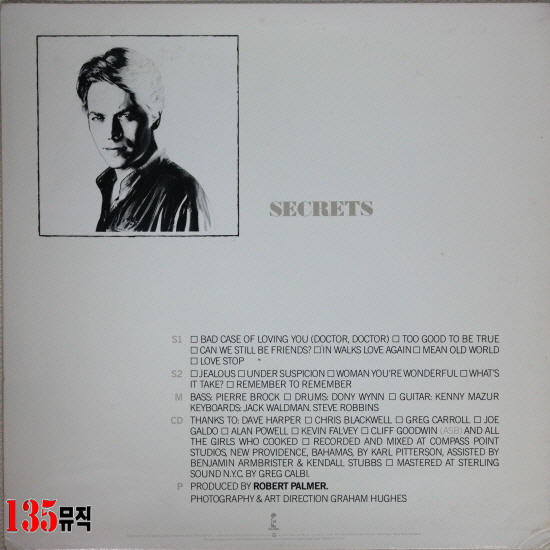 SECRETS
S1 □ BAD CASE OF LOVING YOU (DOCTOR, DOCTOR) □ TOO GOOD TO BE TRUE
□ CAN WE STILL BE FRIENDS? □ IN WALKS LOVE AGAIN □ MEAN OLD WORLD
□ LOVE STOP
S2 □ JEALOUS □ UNDER SUSPICION □ WOMAN YOU'RE WONDERFUL □ WHAT'S
IT TAKE? □ REMEMBER TO REMEMBER
M BASS: PIERRE BROCK □ DRUMS: DONY WYNN □ GUITAR: KENNY MAZUR
KEYBOARDS: JACK WALDMAN. STEVE ROBBINS
CD THANKS TO: DAVE HARPER □ CHRIS BLACKWELL □ GREG CARROLL □ JOE
GALDO □ ALAN POWELL □ KEVIN FALVEY □ CLIFF GOODWIN (ASB) AND ALL
THE GIRLS WHO COOKED □ RECORDED AND MIXED AT COMPASS POINT
STUDIOS, NEW PROVIDENCE, BAHAMAS, BY KARL PITTERSON, ASSISTED BY
BENJAMIN ARMBRISTER & KENDALL STUBBS □ MASTERED AT STERLING
SOUND N.Y.C. BY GREG CALBI.
P PRODUCED BY ROBERT PALMER.
PHOTOGRAPHY & ART DIRECTION GRAHAM HUGHES
135뮤직